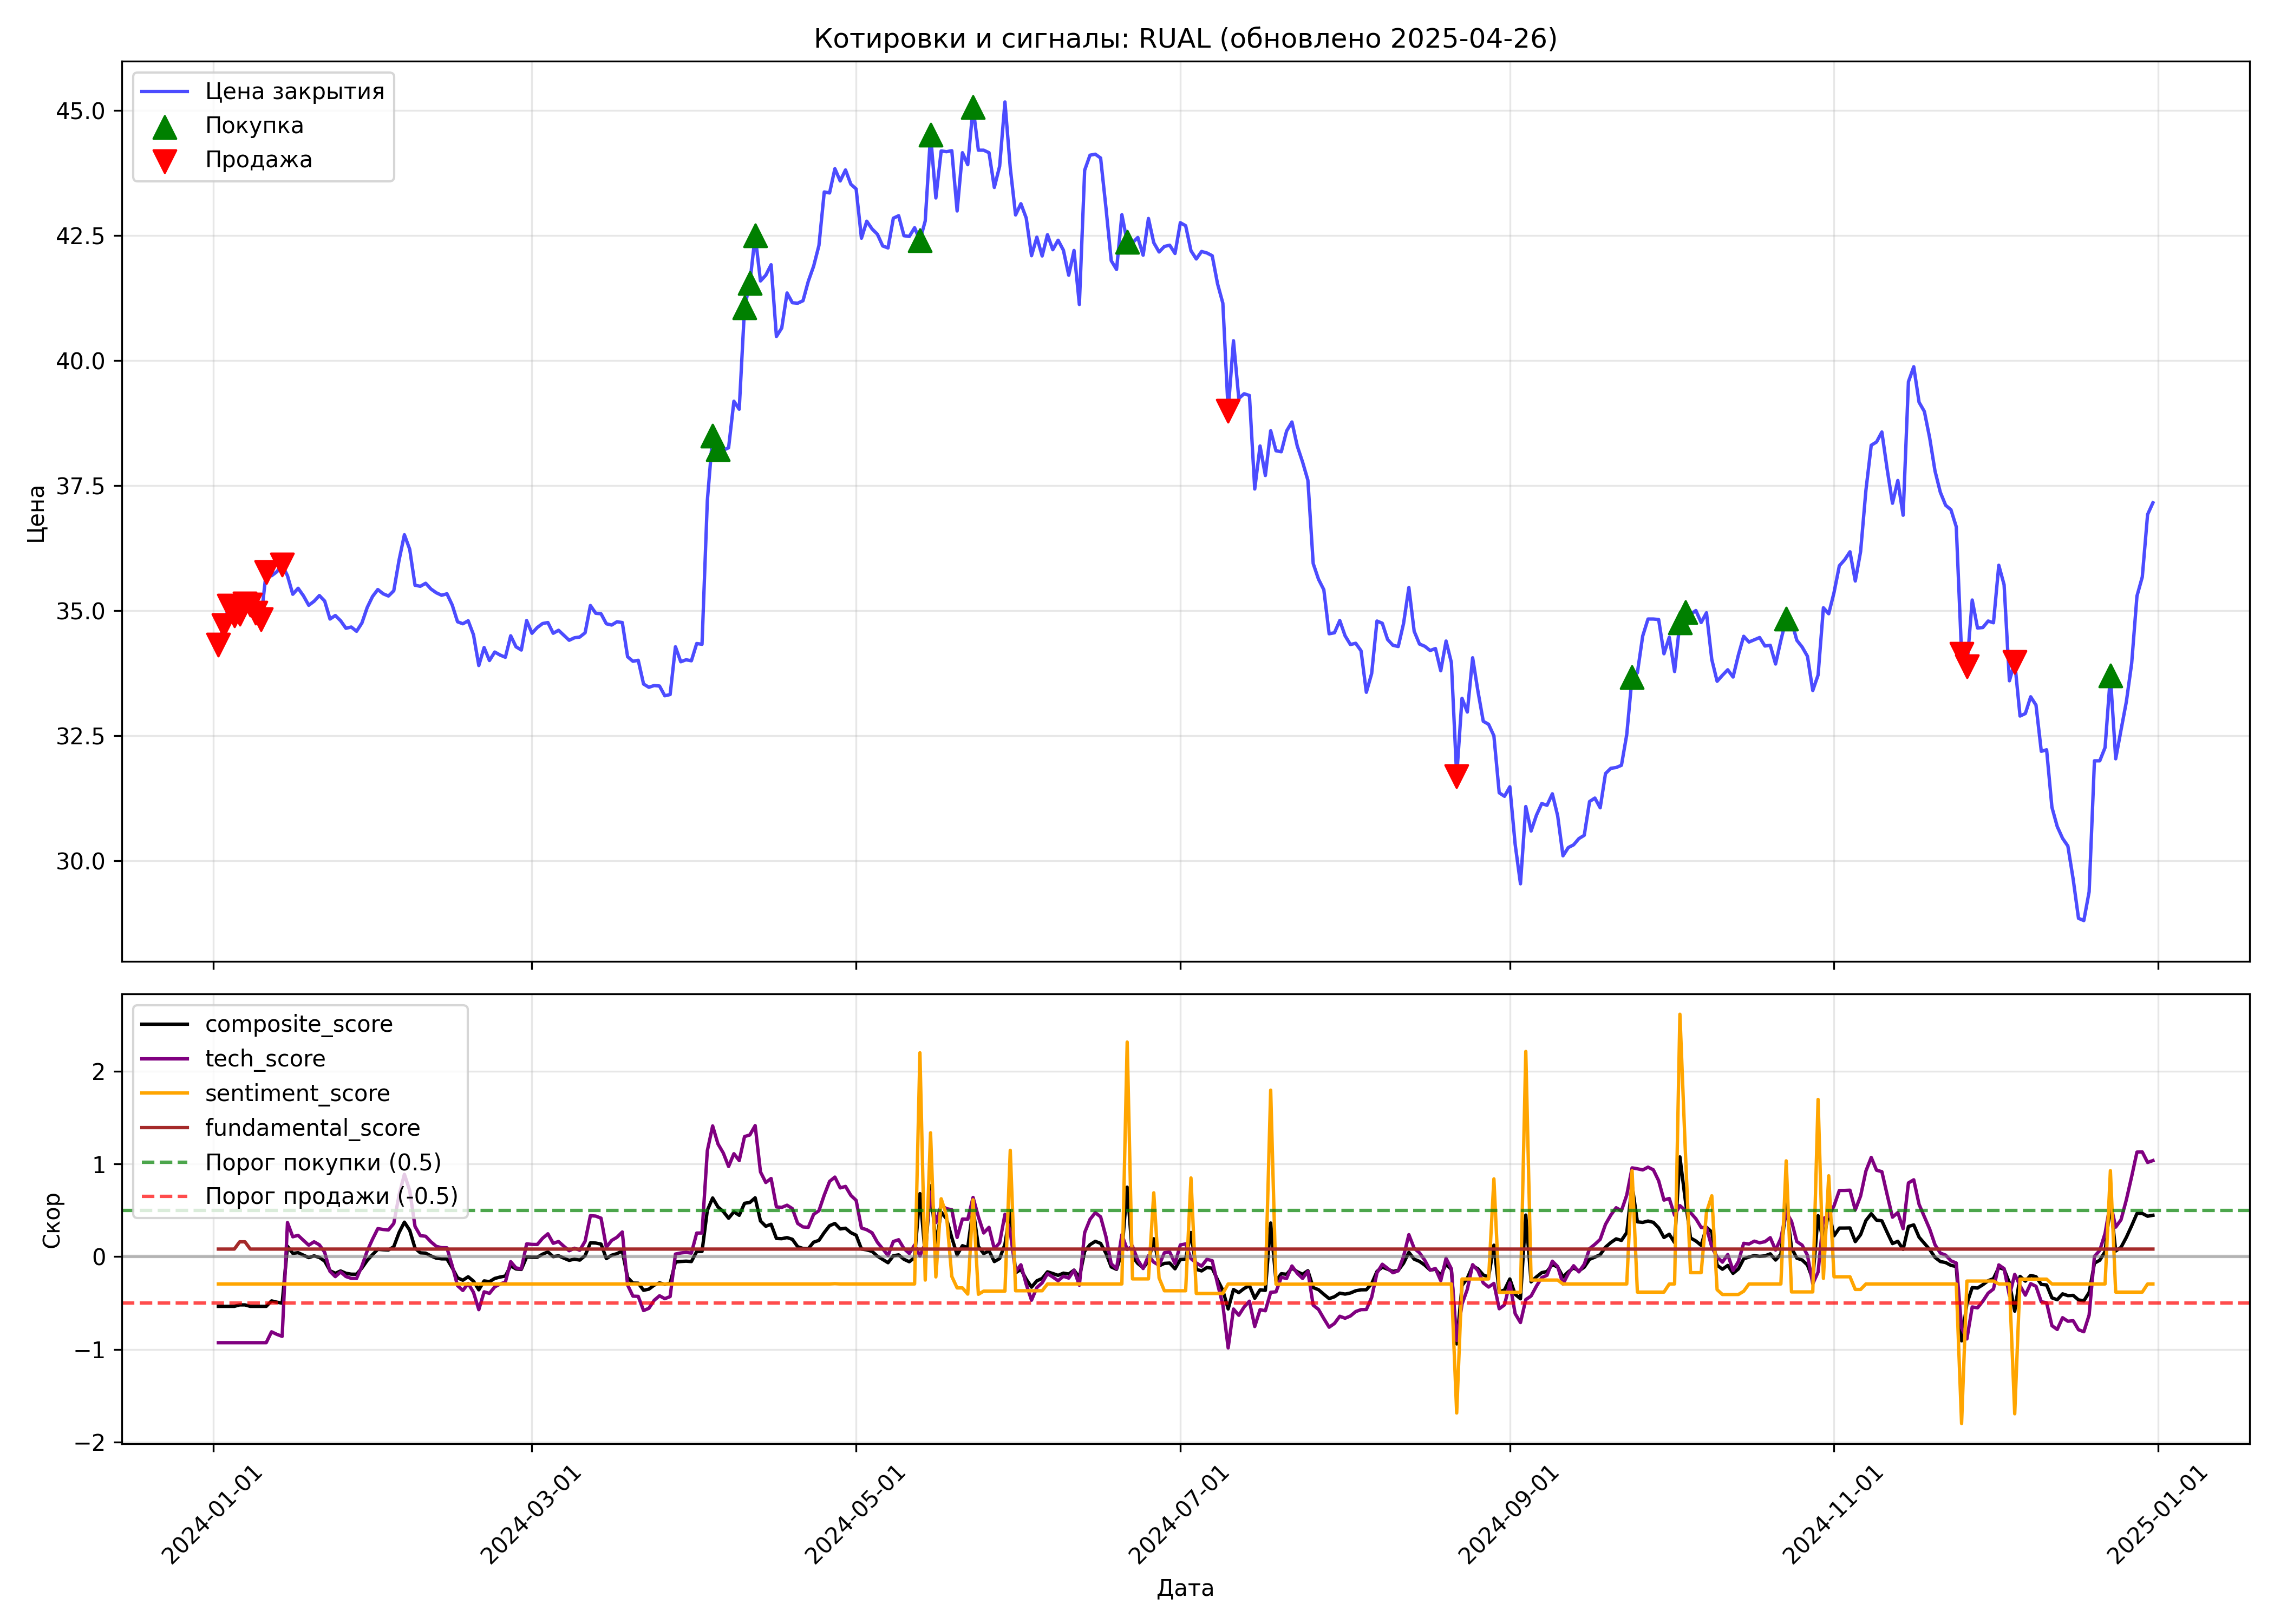 Котировки и сигналы: RUAL (обновлено 2025-04-26)
Цена закрытия
Покупка
Продажа
45.0
42.5
40.0
37.5
35.0
32.5
30.0
Цена
composite_score
tech_score
sentiment_score
fundamental_score
Порог покупки (0.5)
Порог продажи (-0.5)
2
1
0
−1
−2
Скор
2024-01-01
2024-03-01
2024-05-01
2024-07-01
2024-09-01
2024-11-01
2025-01-01
Дата